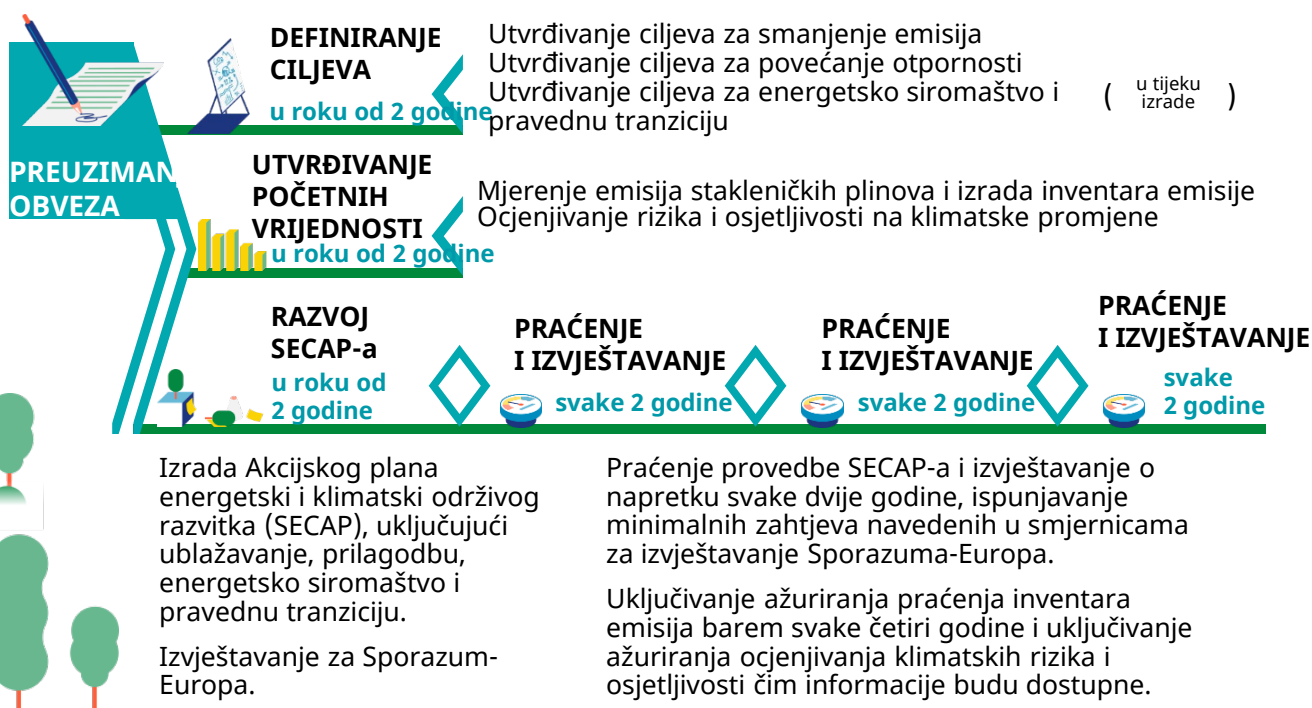 PREUZIMAN
OBVEZA
DEFINIRANJE
CILJEVA
u roku od 2 godine
Utvrđivanje ciljeva za smanjenje emisija
Utvrđivanje ciljeva za povećanje otpornosti
Utvrđivanje ciljeva za energetsko siromaštvo i
pravednu tranziciju
( u tijeku
izrade )
UTVRĐIVANJE
POČETNIH
VRIJEDNOSTI
u roku od 2 godine
Mjerenje emisija stakleničkih plinova i izrada inventara emisije
Ocjenjivanje rizika i osjetljivosti na klimatske promjene
RAZVOJ
SECAP-a
u roku od
2 godine
PRAĆENJE
I IZVJEŠTAVANJE
svake 2 godine
PRAĆENJE
I IZVJEŠTAVANJE
svake 2 godine
PRAĆENJE
I IZVJEŠTAVANJE
svake
2 godine
Izrada Akcijskog plana
energetski i klimatski održivog
razvitka (SECAP), uključujući
ublažavanje, prilagodbu,
energetsko siromaštvo i
pravednu tranziciju.
Izvještavanje za Sporazum-
Europa.
Praćenje provedbe SECAP-a i izvještavanje o
napretku svake dvije godine, ispunjavanje
minimalnih zahtjeva navedenih u smjernicama
za izvještavanje Sporazuma-Europa.
Uključivanje ažuriranja praćenja inventara
emisija barem svake četiri godine i uključivanje
ažuriranja ocjenjivanja klimatskih rizika i
osjetljivosti čim informacije budu dostupne.